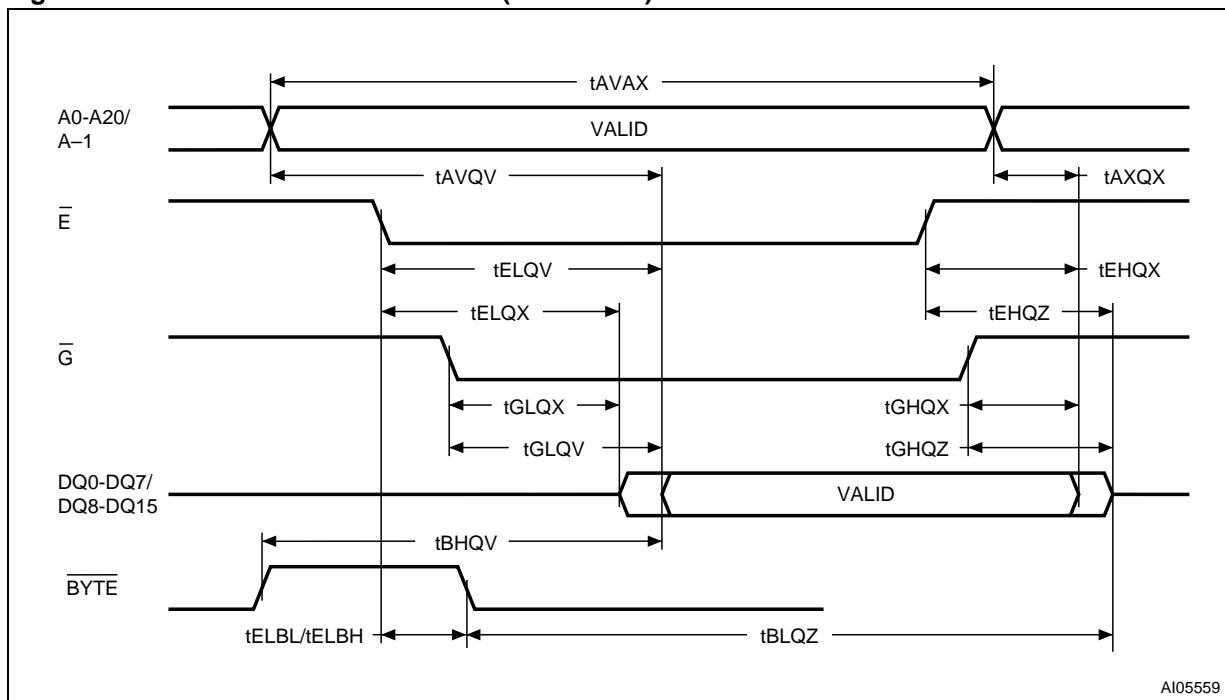 tAVAX
A0-A20/
A–1
VALID
tAVQV
tAXQX
E
tELQV
tEHQX
tELQX
tEHQZ
G
tGLQX
tGHQX
tGLQV
tGHQZ
DQ0-DQ7/
DQ8-DQ15
VALID
tBHQV
BYTE
tELBL/tELBH
tBLQZ
AI05559